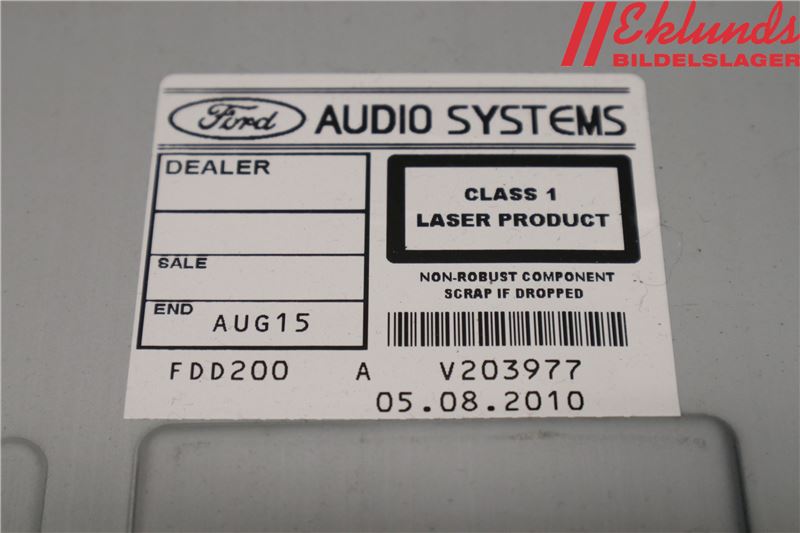 Eklunds
BILDELSLAGER
Ford AUDIO SYSTEMS
DEALER
CLASS 1
LASER PRODUCT
SALE
NON-ROBUST COMPONENT
SCRAP IF DROPPED
END AUG15
FDD200 A V203977
05.08.2010